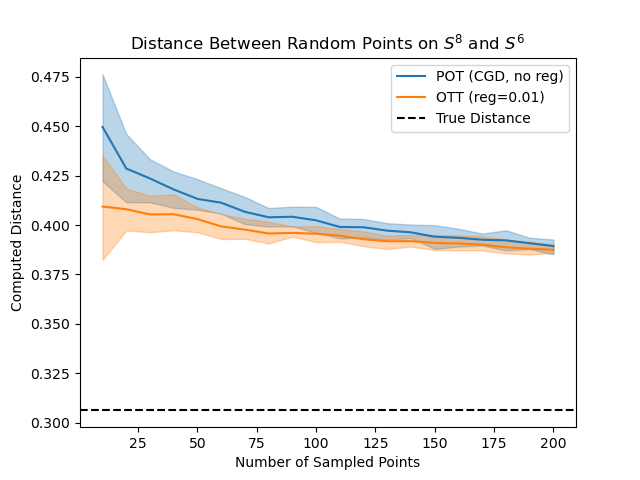 Distance Between Random Points on $S^8$ and $S^6$
POT (CGD, no reg)
OTT (reg=0.01)
True Distance
Computed Distance
0.475
0.450
0.425
0.400
0.375
0.350
0.325
0.300
25 50 75 100 125 150 175 200
Number of Sampled Points